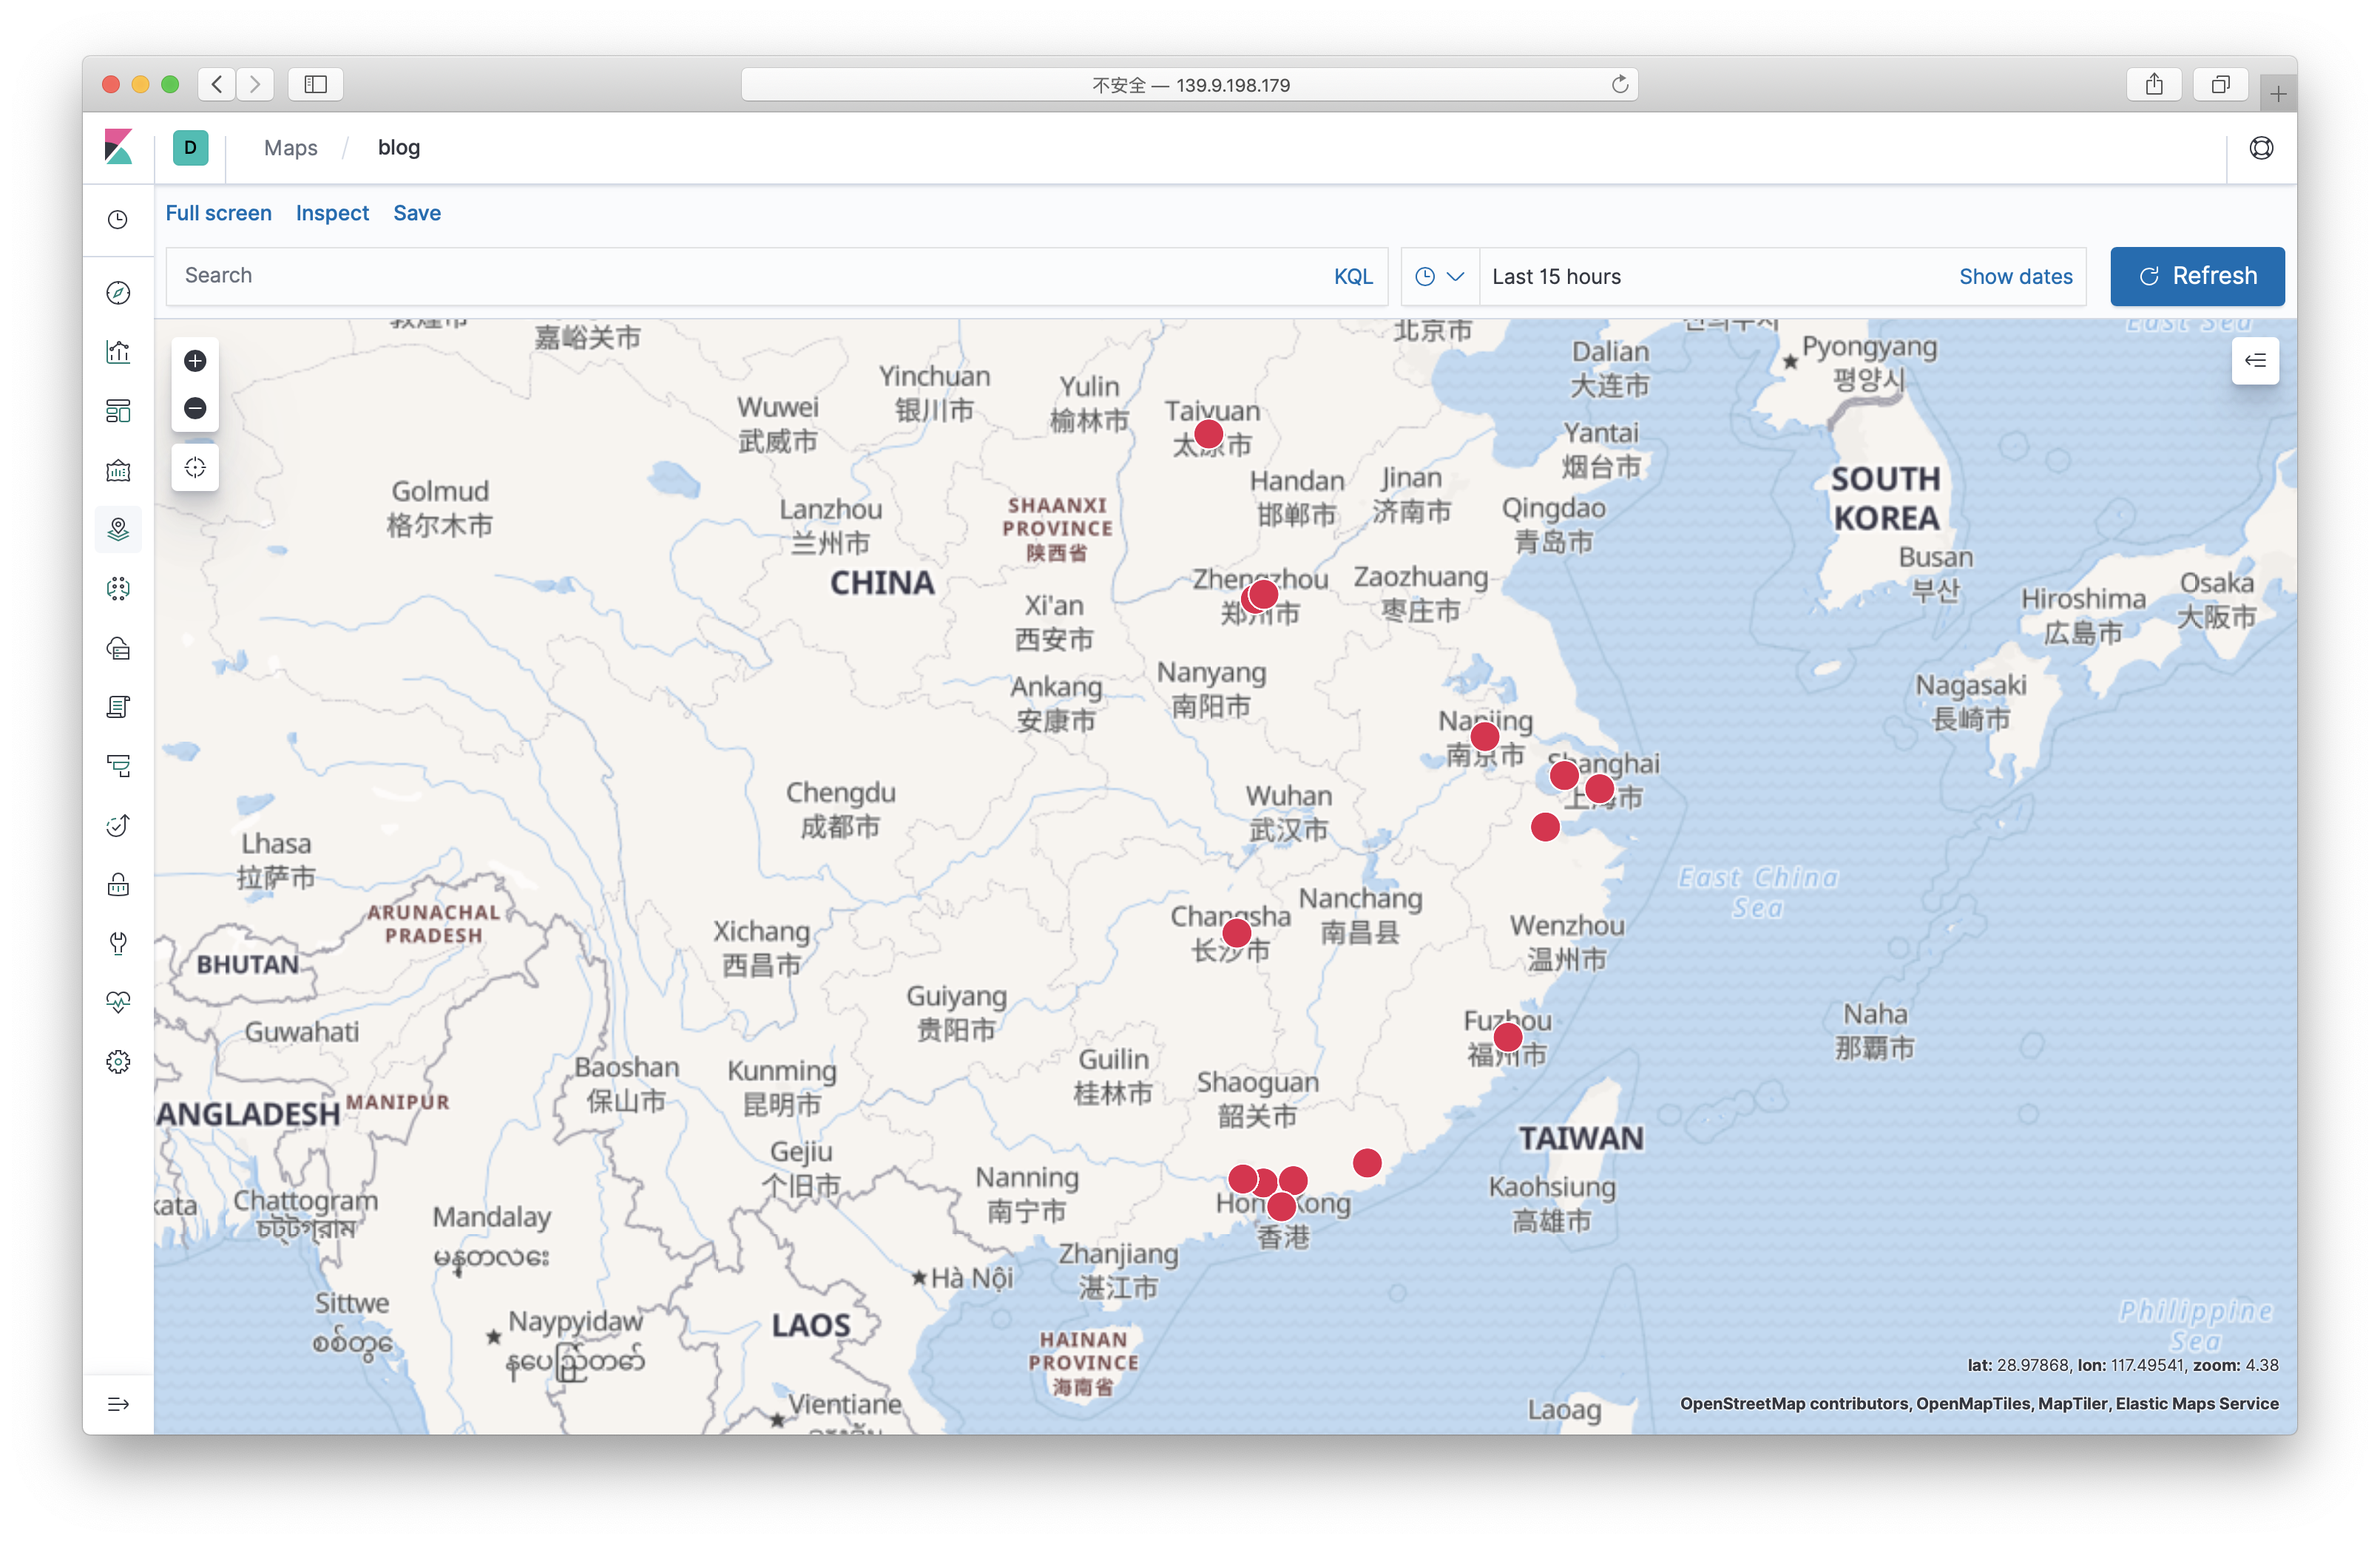 不安全 — 139.9.198.179
D
Maps / blog
Full screen Inspect Save
Search
KQL
Last 15 hours
Show dates
Refresh
敦煌市
嘉峪关市
北京市
신의주시
East Sea
Dalian
大连市
Pyongyang
평양시
Yinchuan
银川市
Yulin
榆林市
Wuwei
武威市
Taiyuan
太原市
Yantai
烟台市
Golmud
格尔木市
Lanzhou
兰州市
SHAANXI
PROVINCE
陕西省
Handan
邯郸市
Jinan
济南市
Qingdao
青岛市
SOUTH
KOREA
Busan
부산
CHINA
Xi'an
西安市
Zhengzhou
郑州市
Zaozhuang
枣庄市
Hiroshima
広島市
Osaka
大阪市
Ankang
安康市
Nanyang
南阳市
Nagasaki
長崎市
Nanjing
南京市
Shanghai
上海市
Chengdu
成都市
Wuhan
武汉市
Lhasa
拉萨市
East China
Sea
ARUNACHAL
PRADESH
Xichang
西昌市
Changsha
长沙市
Nanchang
南昌县
Wenzhou
温州市
BHUTAN
Guwahati
Guiyang
贵阳市
Fuzhou
福州市
Naha
那覇市
Baoshan
保山市
Kunming
昆明市
Guilin
桂林市
Shaoguan
韶关市
ANGLADESH
MANIPUR
TAIWAN
Gejiu
个旧市
Nanning
南宁市
Kaohsiung
高雄市
kata
Chattogram
চট্টগ্রাম
Mandalay
မန္တလေး
Hong Kong
香港
Zhanjiang
湛江市
Hà Nội
Sittwe
စစ်တွေ
Naypyidaw
နေပြည်တော်
LAOS
HAINAN
PROVINCE
海南省
Philippine
Sea
Vientiane
Laoag
lat: 28.97868, lon: 117.49541, zoom: 4.38
OpenStreetMap contributors, OpenMapTiles, MapTiler, Elastic Maps Service